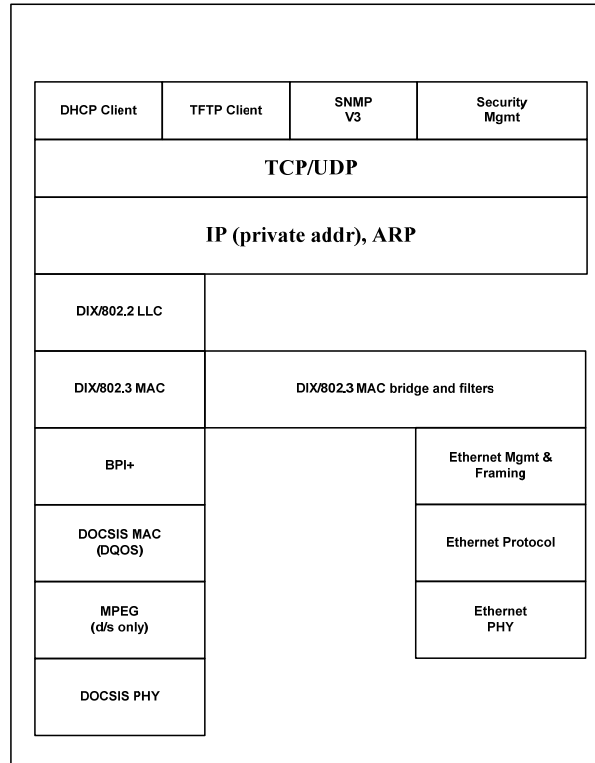 DHCP Client
TFTP Client
SNMP
V3
Security
Mgmt
TCP/UDP
IP (private addr), ARP
DIX/802.2 LLC
DIX/802.3 MAC
DIX/802.3 MAC bridge and filters
BPI+
Ethernet Mgmt &
Framing
DOCSIS MAC
(DQOS)
Ethernet Protocol
MPEG
(d/s only)
Ethernet
PHY
DOCSIS PHY